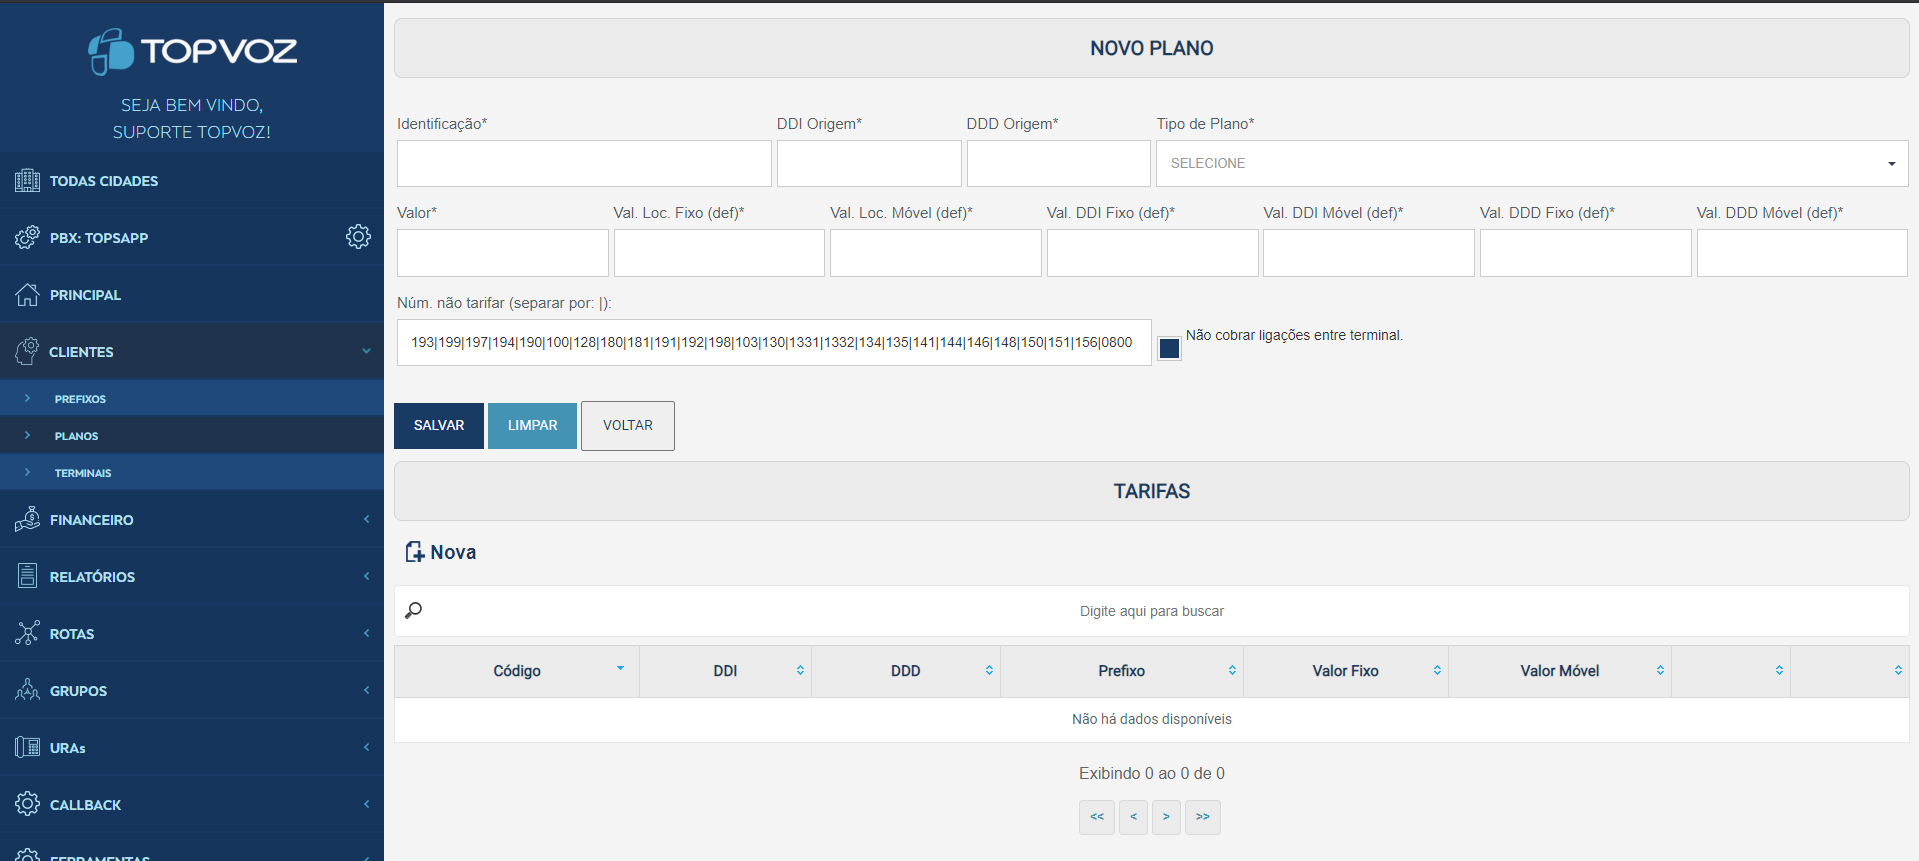 TOPVOZ
SEJA BEM VINDO,
SUPORTE TOPVOZ!
TODAS CIDADES
PBX: TOPSAPP
PRINCIPAL
CLIENTES
PREFIXOS
PLANOS
TERMINAIS
FINANCEIRO
RELATÓRIOS
ROTAS
GRUPOS
URAs
CALLBACK
FERRAMENTAS
NOVO PLANO
Identificação* DDI Origem* DDD Origem* Tipo de Plano*
SELECIONE
Valor* Val. Loc. Fixo (def)* Val. Loc. Móvel (def)* Val. DDI Fixo (def)* Val. DDI Móvel (def)* Val. DDD Fixo (def)* Val. DDD Móvel (def)*
Núm. não tarifar (separar por: |):
193|199|197|194|190|100|128|180|181|191|192|198|103|130|1331|1332|134|135|141|144|146|148|150|151|156|0800
Não cobrar ligações entre terminal.
SALVAR LIMPAR VOLTAR
TARIFAS
Nova
Digite aqui para buscar
Código DDI DDD Prefixo Valor Fixo Valor Móvel
Não há dados disponíveis
Exibindo 0 ao 0 de 0
<< < > >>